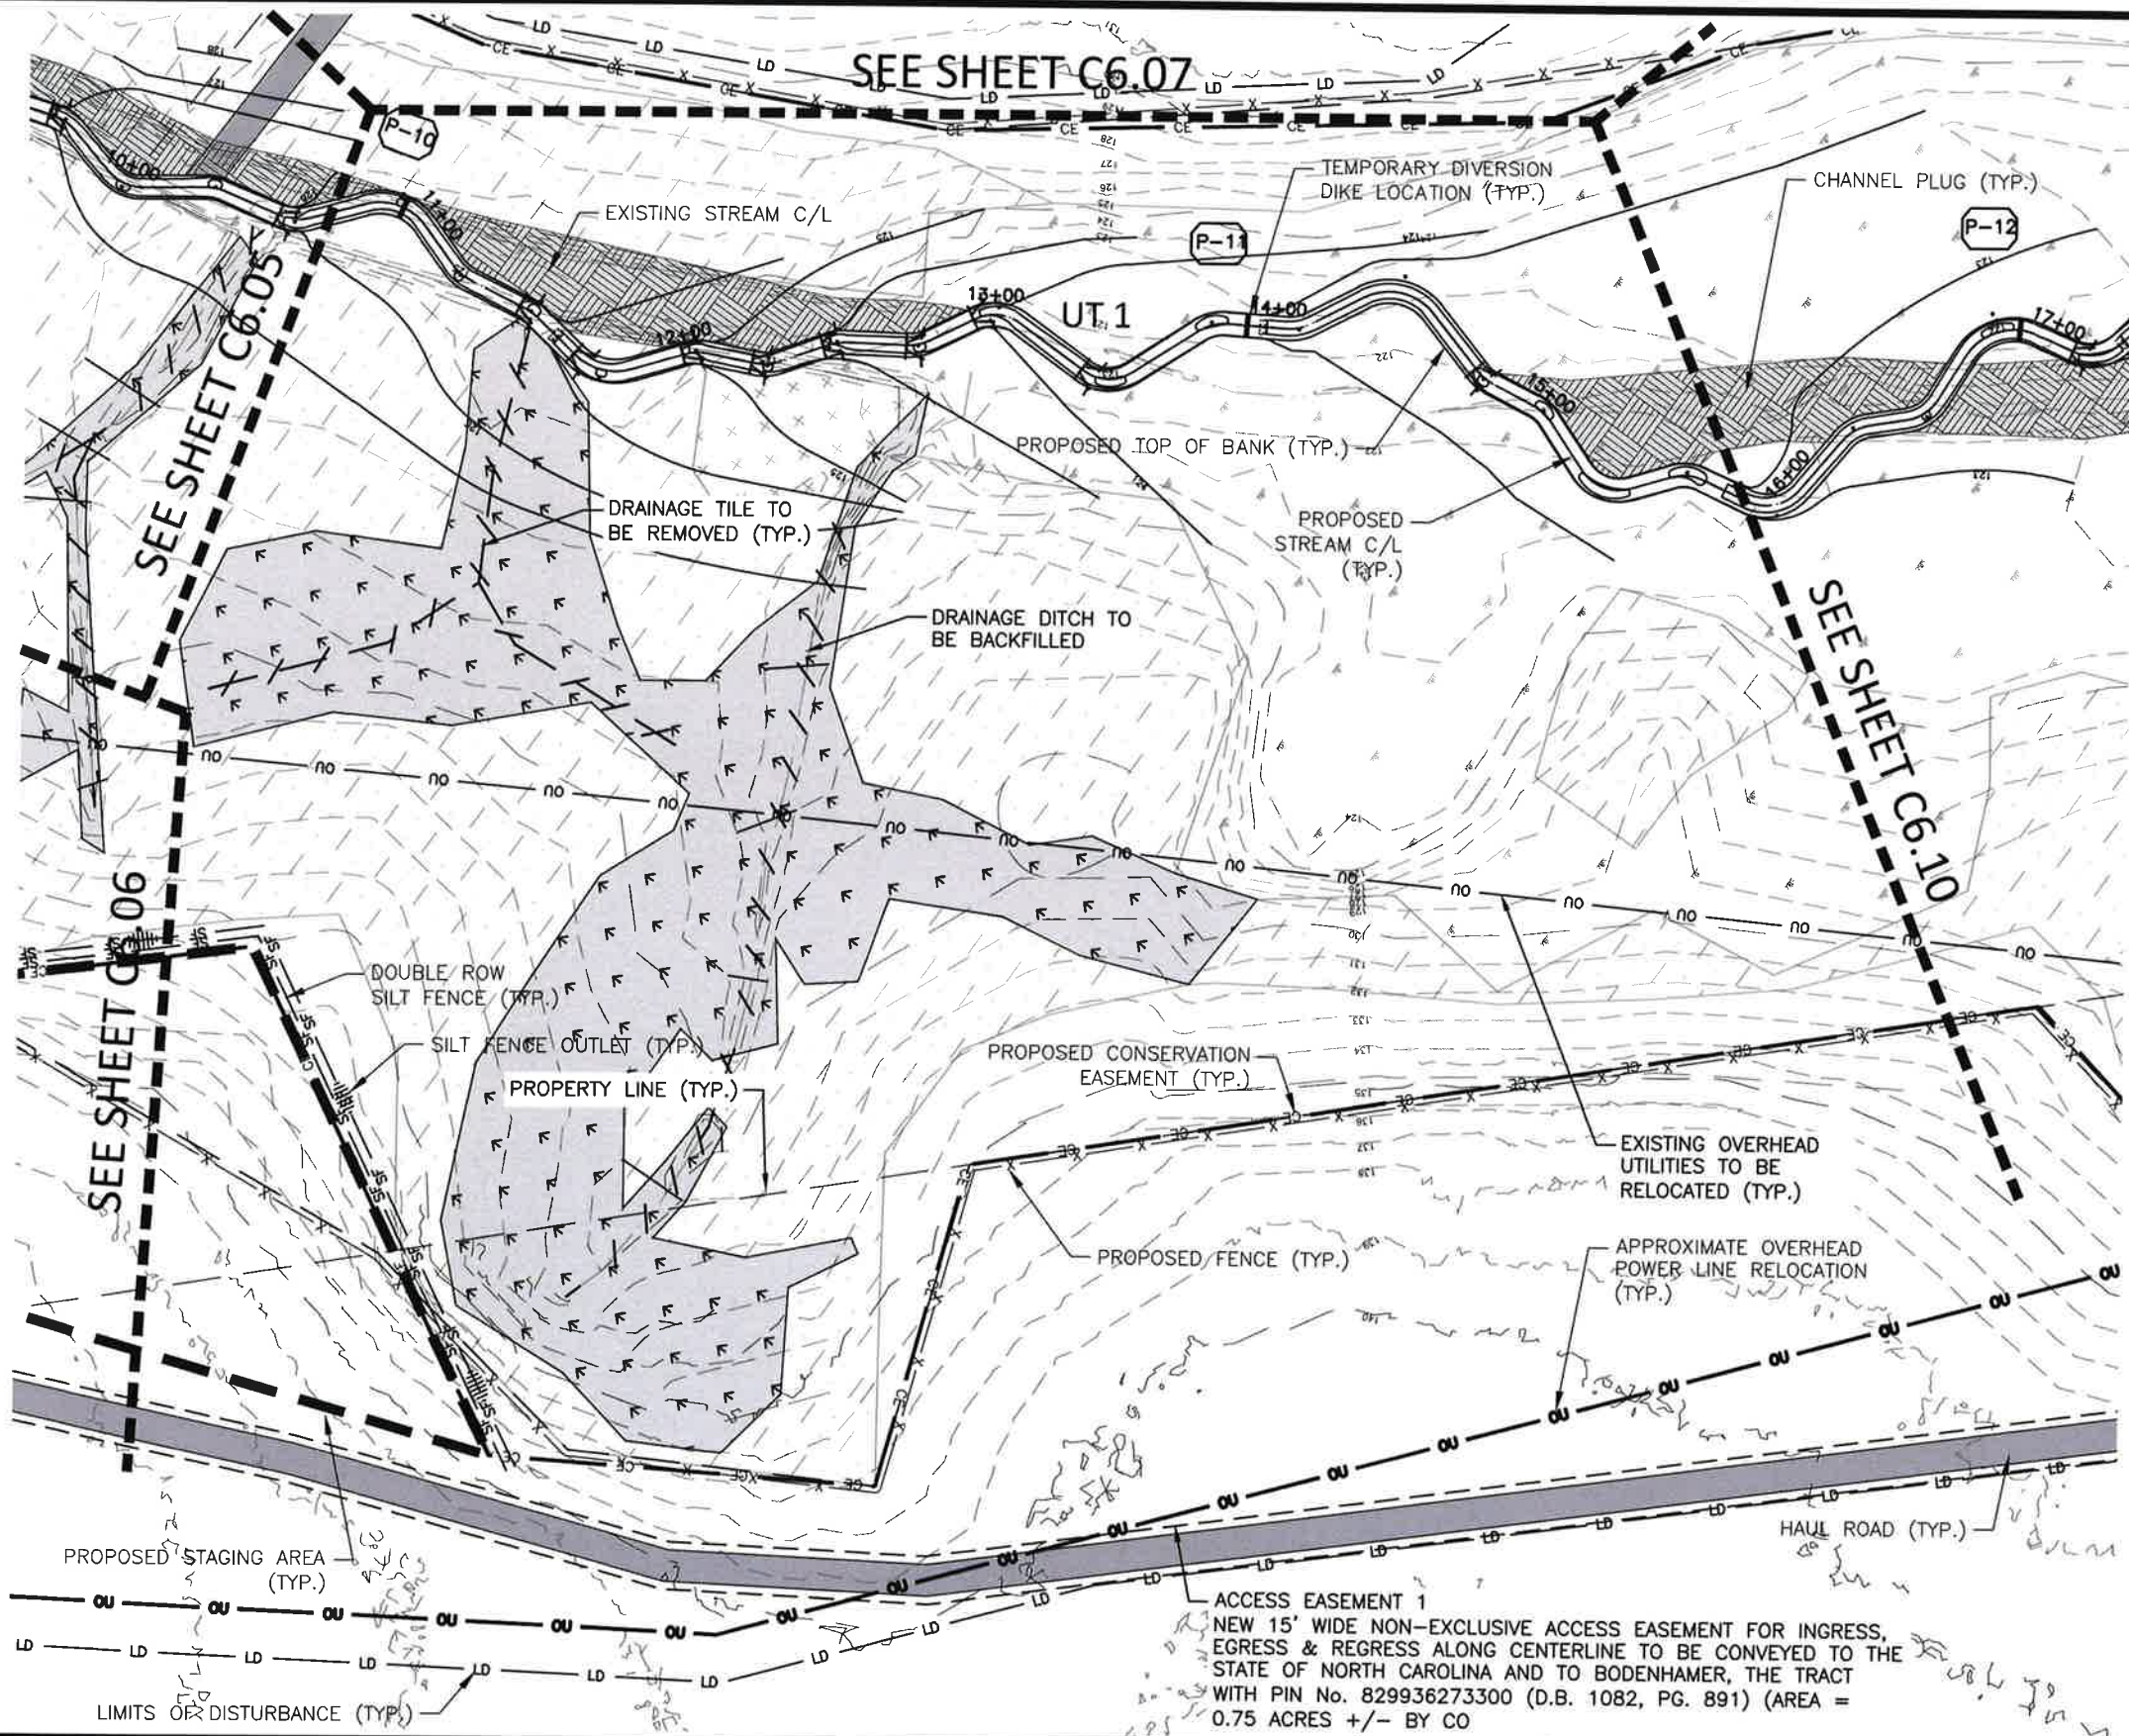 SEE SHEET C6.07
P-10
10+00
11+00
EXISTING STREAM C/L
TEMPORARY DIVERSION
DIKE LOCATION (TYP.)
CHANNEL PLUG (TYP.)
P-11
P-12
UT 1
12+00
13+00
14+00
15+00
16+00
17+00
SEE SHEET C6.05
PROPOSED TOP OF BANK (TYP.)
DRAINAGE TILE TO
BE REMOVED (TYP.)
PROPOSED
STREAM C/L
(TYP.)
DRAINAGE DITCH TO
BE BACKFILLED
SEE SHEET C6.10
SEE SHEET C6.06
DOUBLE ROW
SILT FENCE (TYP.)
SILT FENCE OUTLET (TYP.)
PROPERTY LINE (TYP.)
PROPOSED CONSERVATION
EASEMENT (TYP.)
EXISTING OVERHEAD
UTILITIES TO BE
RELOCATED (TYP.)
PROPOSED FENCE (TYP.)
APPROXIMATE OVERHEAD
POWER LINE RELOCATION
(TYP.)
PROPOSED STAGING AREA
(TYP.)
HAUL ROAD (TYP.)
ACCESS EASEMENT 1
NEW 15' WIDE NON-EXCLUSIVE ACCESS EASEMENT FOR INGRESS,
EGRESS & REGRESS ALONG CENTERLINE TO BE CONVEYED TO THE
STATE OF NORTH CAROLINA AND TO BODENHAMER, THE TRACT
WITH PIN No. 829936273300 (D.B. 1082, PG. 891) (AREA =
0.75 ACRES +/- BY CO
LIMITS OF DISTURBANCE (TYP.)